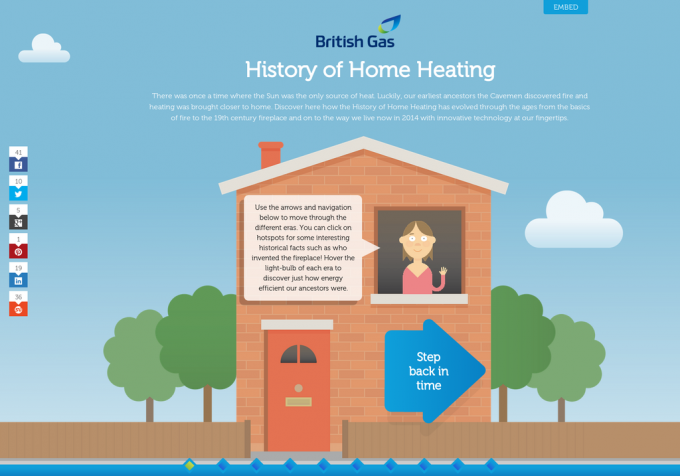 EMBED
British Gas
History of Home Heating
There was once a time where the Sun was the only source of heat. Luckily, our earliest ancestors the Cavemen discovered fire and
heating was brought closer to home. Discover here how the History of Home Heating has evolved through the ages from the basics
of fire to the 19th century fireplace and on to the way we live now in 2014 with innovative technology at our fingertips
41
10
5
1
19
36
Use the arrows and navigation
below to move through the
different eras. You can click on
hotspots for some interesting
historical facts such as who
invented the fireplace! Hover the
light-bulb of each era to
discover just how energy
efficient our ancestors were.
Step
back in
time